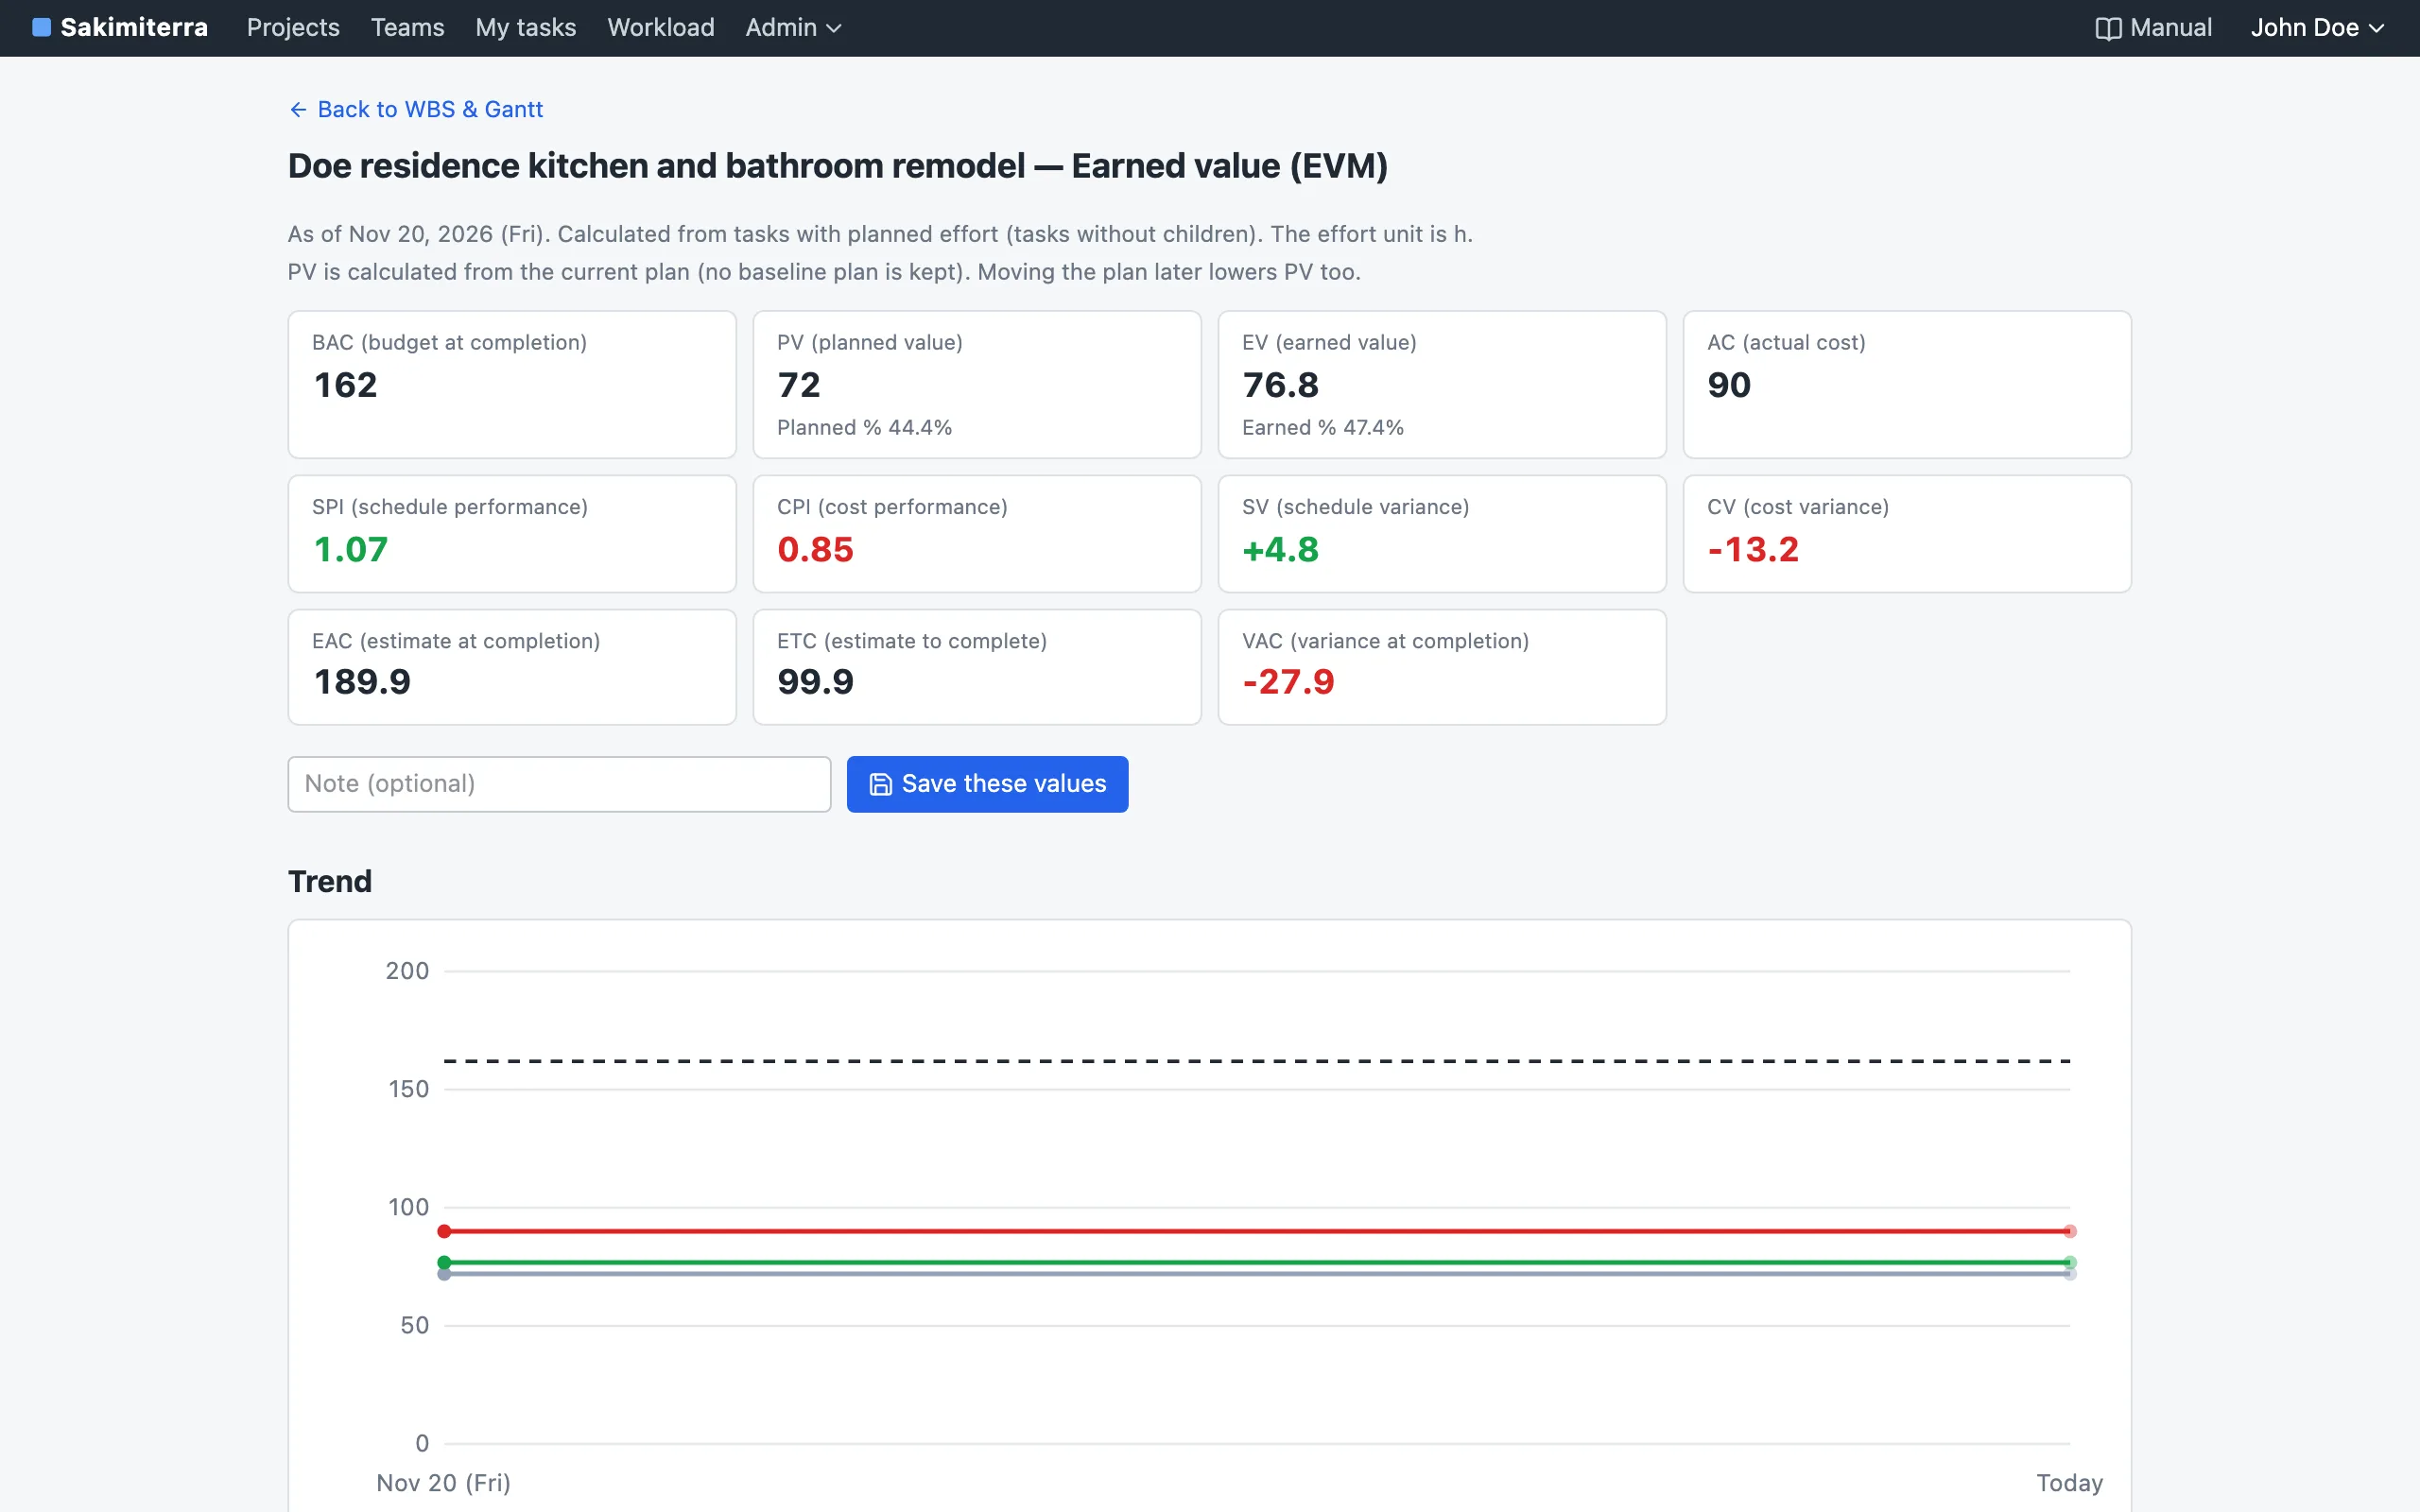 Sakimiterra Projects Teams My tasks Workload Admin Manual John Doe
← Back to WBS & Gantt
Doe residence kitchen and bathroom remodel — Earned value (EVM)
As of Nov 20, 2026 (Fri). Calculated from tasks with planned effort (tasks without children). The effort unit is h.
PV is calculated from the current plan (no baseline plan is kept). Moving the plan later lowers PV too.
BAC (budget at completion)
162
PV (planned value)
72
Planned % 44.4%
EV (earned value)
76.8
Earned % 47.4%
AC (actual cost)
90
SPI (schedule performance)
1.07
CPI (cost performance)
0.85
SV (schedule variance)
+4.8
CV (cost variance)
-13.2
EAC (estimate at completion)
189.9
ETC (estimate to complete)
99.9
VAC (variance at completion)
-27.9
Note (optional)
Save these values
Trend
200
150
100
50
0
Nov 20 (Fri) Today